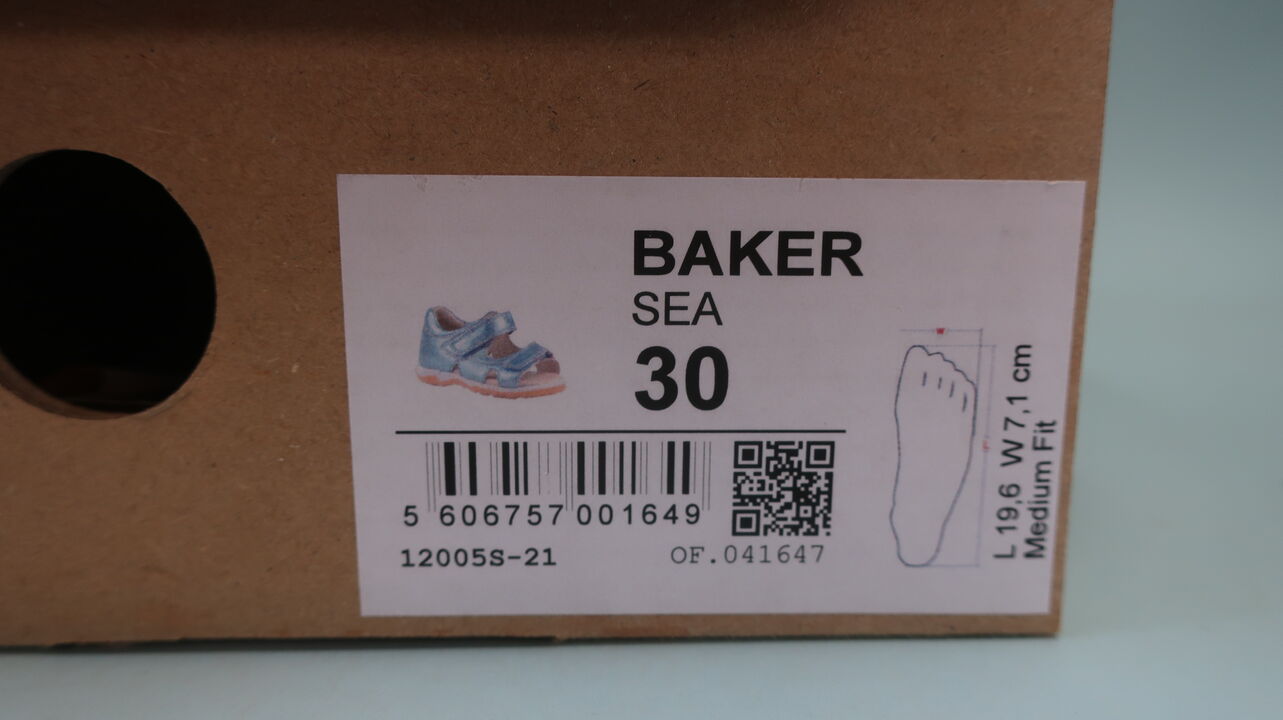 BAKER
SEA
30
5 606757 001649
12005S-21
OF.041647
L 19,6 W 7,1 cm
Medium Fit